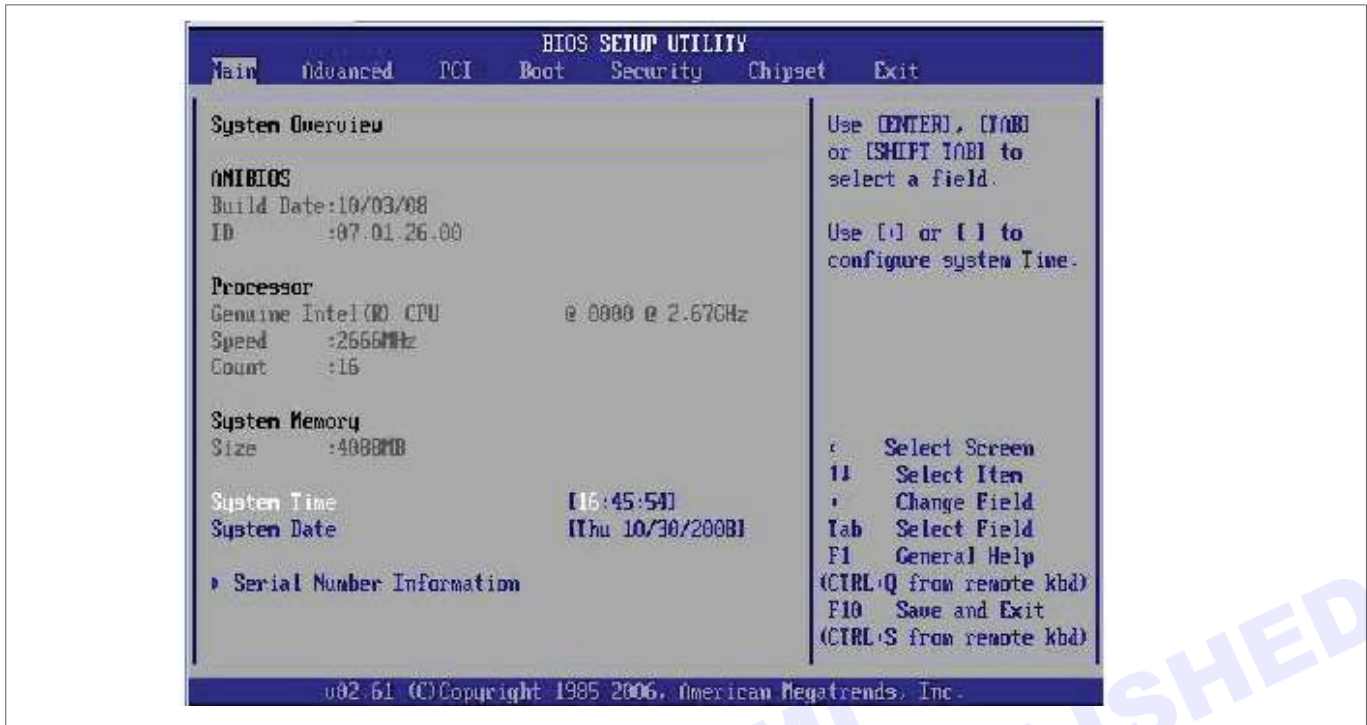 BIOS SETUP UTILITY
Main Advanced PCI Boot Security Chipset Exit
System Overview
AMIBIOS
Build Date:10/03/08
ID :07.01.26.00
Processor
Genuine Intel(R) CPU @ 0000 @ 2.67GHz
Speed :2666MHz
Count :16
System Memory
Size :4088MB
System Time [16:45:54]
System Date [Thu 10/30/2008]
Serial Number Information
Use [ENTER], [TAB]
or [SHIFT TAB] to
select a field.
Use [+] or [ ] to
configure system Time.
Select Screen
↑↓ Select Item
Change Field
Tab Select Field
F1 General Help
(CTRL+Q from remote kbd)
F10 Save and Exit
(CTRL+S from remote kbd)
v02.61 (C)Copyright 1985 2006, American Megatrends, Inc.
SHED